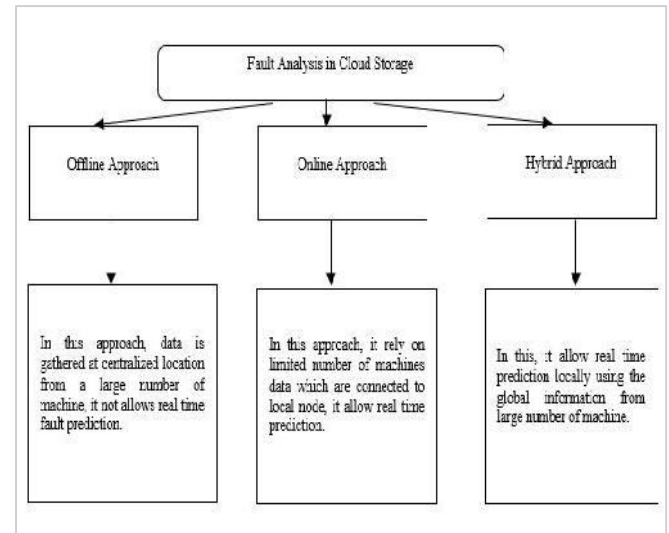 Fault Analysis in Cloud Storage
Offline Approach
Online Approach
Hybrid Approach
In this approach, data is
gathered at centralized location
from a large number of
machine, it not allows real time
fault prediction.
In this approach, it rely on
limited number of machines
data which are connected to
local node, it allow real time
prediction.
In this, it allow real time
prediction locally using the
global information from
large number of machine.